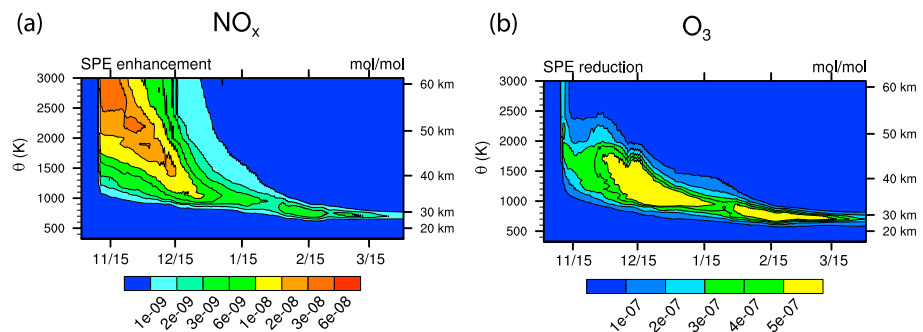 (a) NOx
SPE enhancement mol/mol
3000
2500
2000
1500
1000
500
θ (K)
60 km
50 km
40 km
30 km
20 km
11/15 12/15 1/15 2/15 3/15
1e-09 2e-09 3e-09 6e-09 1e-08 2e-08 3e-08 6e-08
(b) O3
SPE reduction mol/mol
3000
2500
2000
1500
1000
500
θ (K)
60 km
50 km
40 km
30 km
20 km
11/15 12/15 1/15 2/15 3/15
1e-07 2e-07 3e-07 4e-07 5e-07